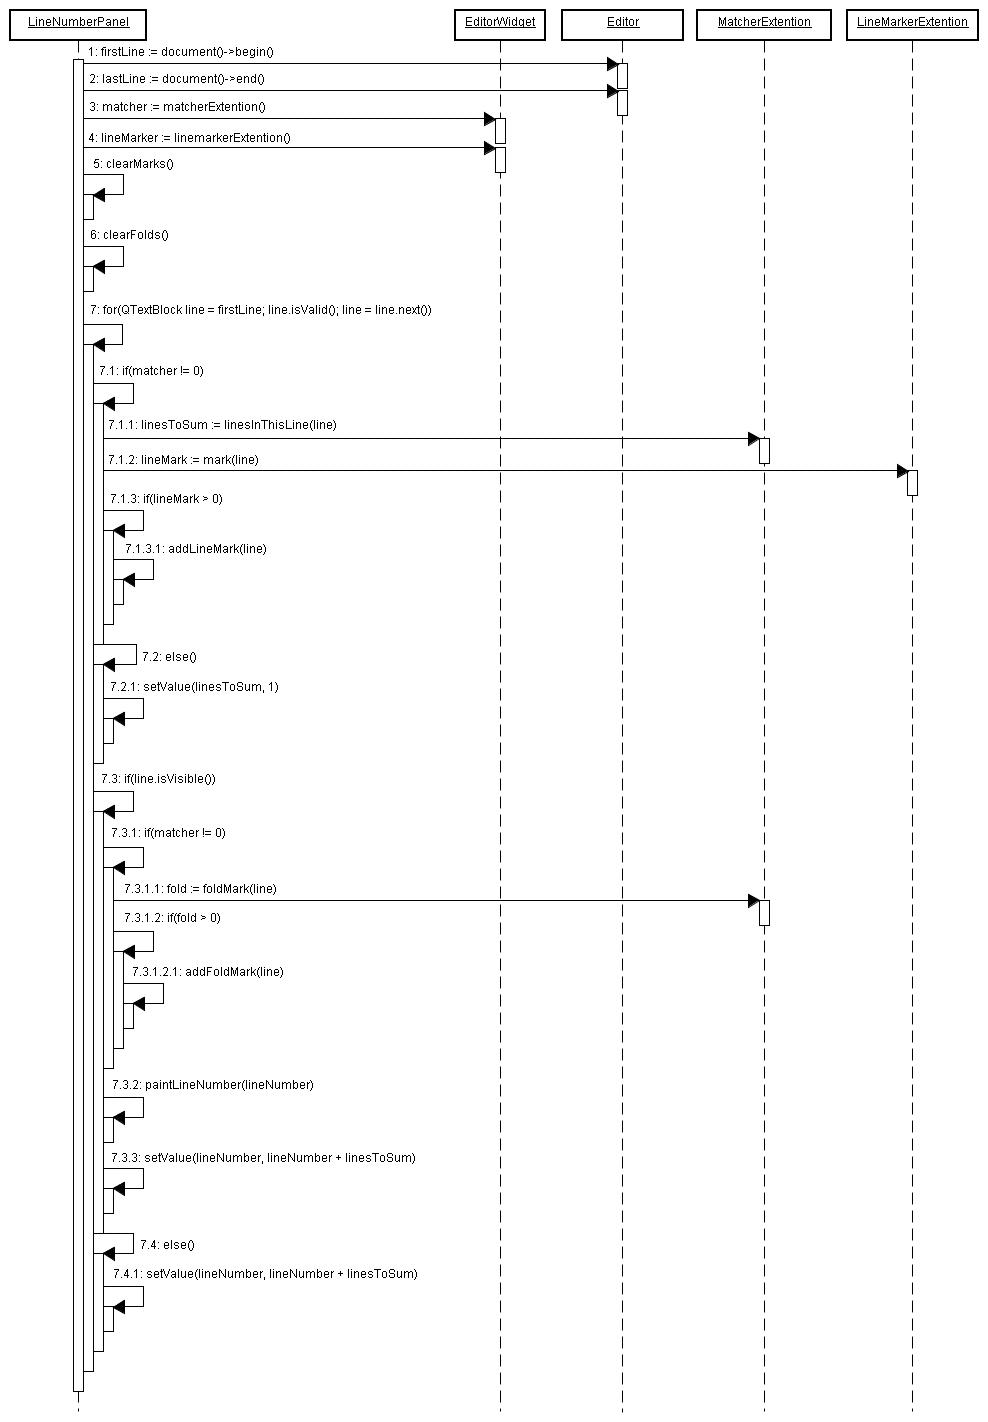 LineNumberPanel
EditorWidget
Editor
MatcherExtention
LineMarkerExtention
1: firstLine := document()->begin()
2: lastLine := document()->end()
3: matcher := matcherExtention()
4: lineMarker := linemarkerExtention()
5: clearMarks()
6: clearFolds()
7: for(QTextBlock line = firstLine; line.isValid(); line = line.next())
7.1: if(matcher != 0)
7.1.1: linesToSum := linesInThisLine(line)
7.1.2: lineMark := mark(line)
7.1.3: if(lineMark > 0)
7.1.3.1: addLineMark(line)
7.2: else()
7.2.1: setValue(linesToSum, 1)
7.3: if(line.isVisible())
7.3.1: if(matcher != 0)
7.3.1.1: fold := foldMark(line)
7.3.1.2: if(fold > 0)
7.3.1.2.1: addFoldMark(line)
7.3.2: paintLineNumber(lineNumber)
7.3.3: setValue(lineNumber, lineNumber + linesToSum)
7.4: else()
7.4.1: setValue(lineNumber, lineNumber + linesToSum)